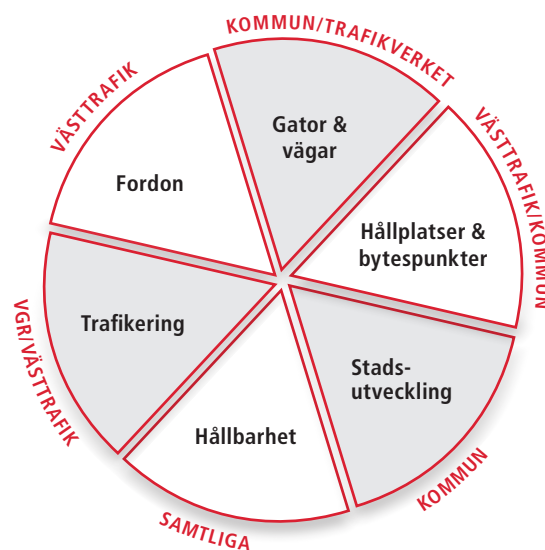 KOMMUN/TRAFIKVERKET
Gator &
vägar
VÄSTTRAFIK/KOMMUN
Hållplatser &
bytespunkter
KOMMUN
Stads-
utveckling
SAMTLIGA
Hållbarhet
VGR/VÄSTTRAFIK
Trafikering
VÄSTTRAFIK
Fordon